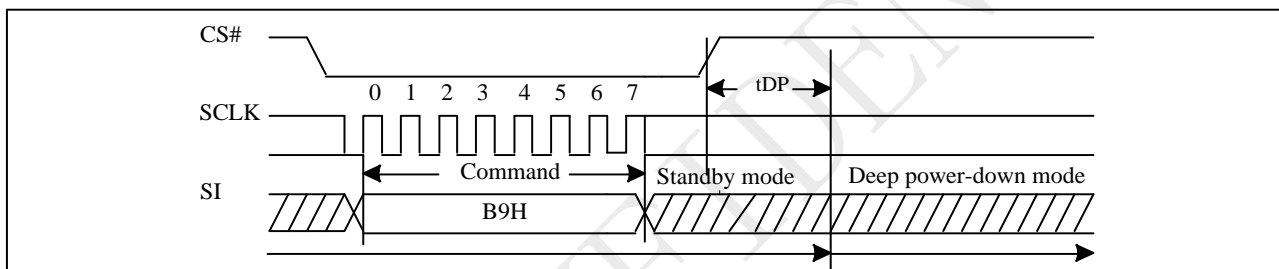 CS#
tDP
0 1 2 3 4 5 6 7
SCLK
Command
Standby mode
Deep power-down mode
SI
B9H